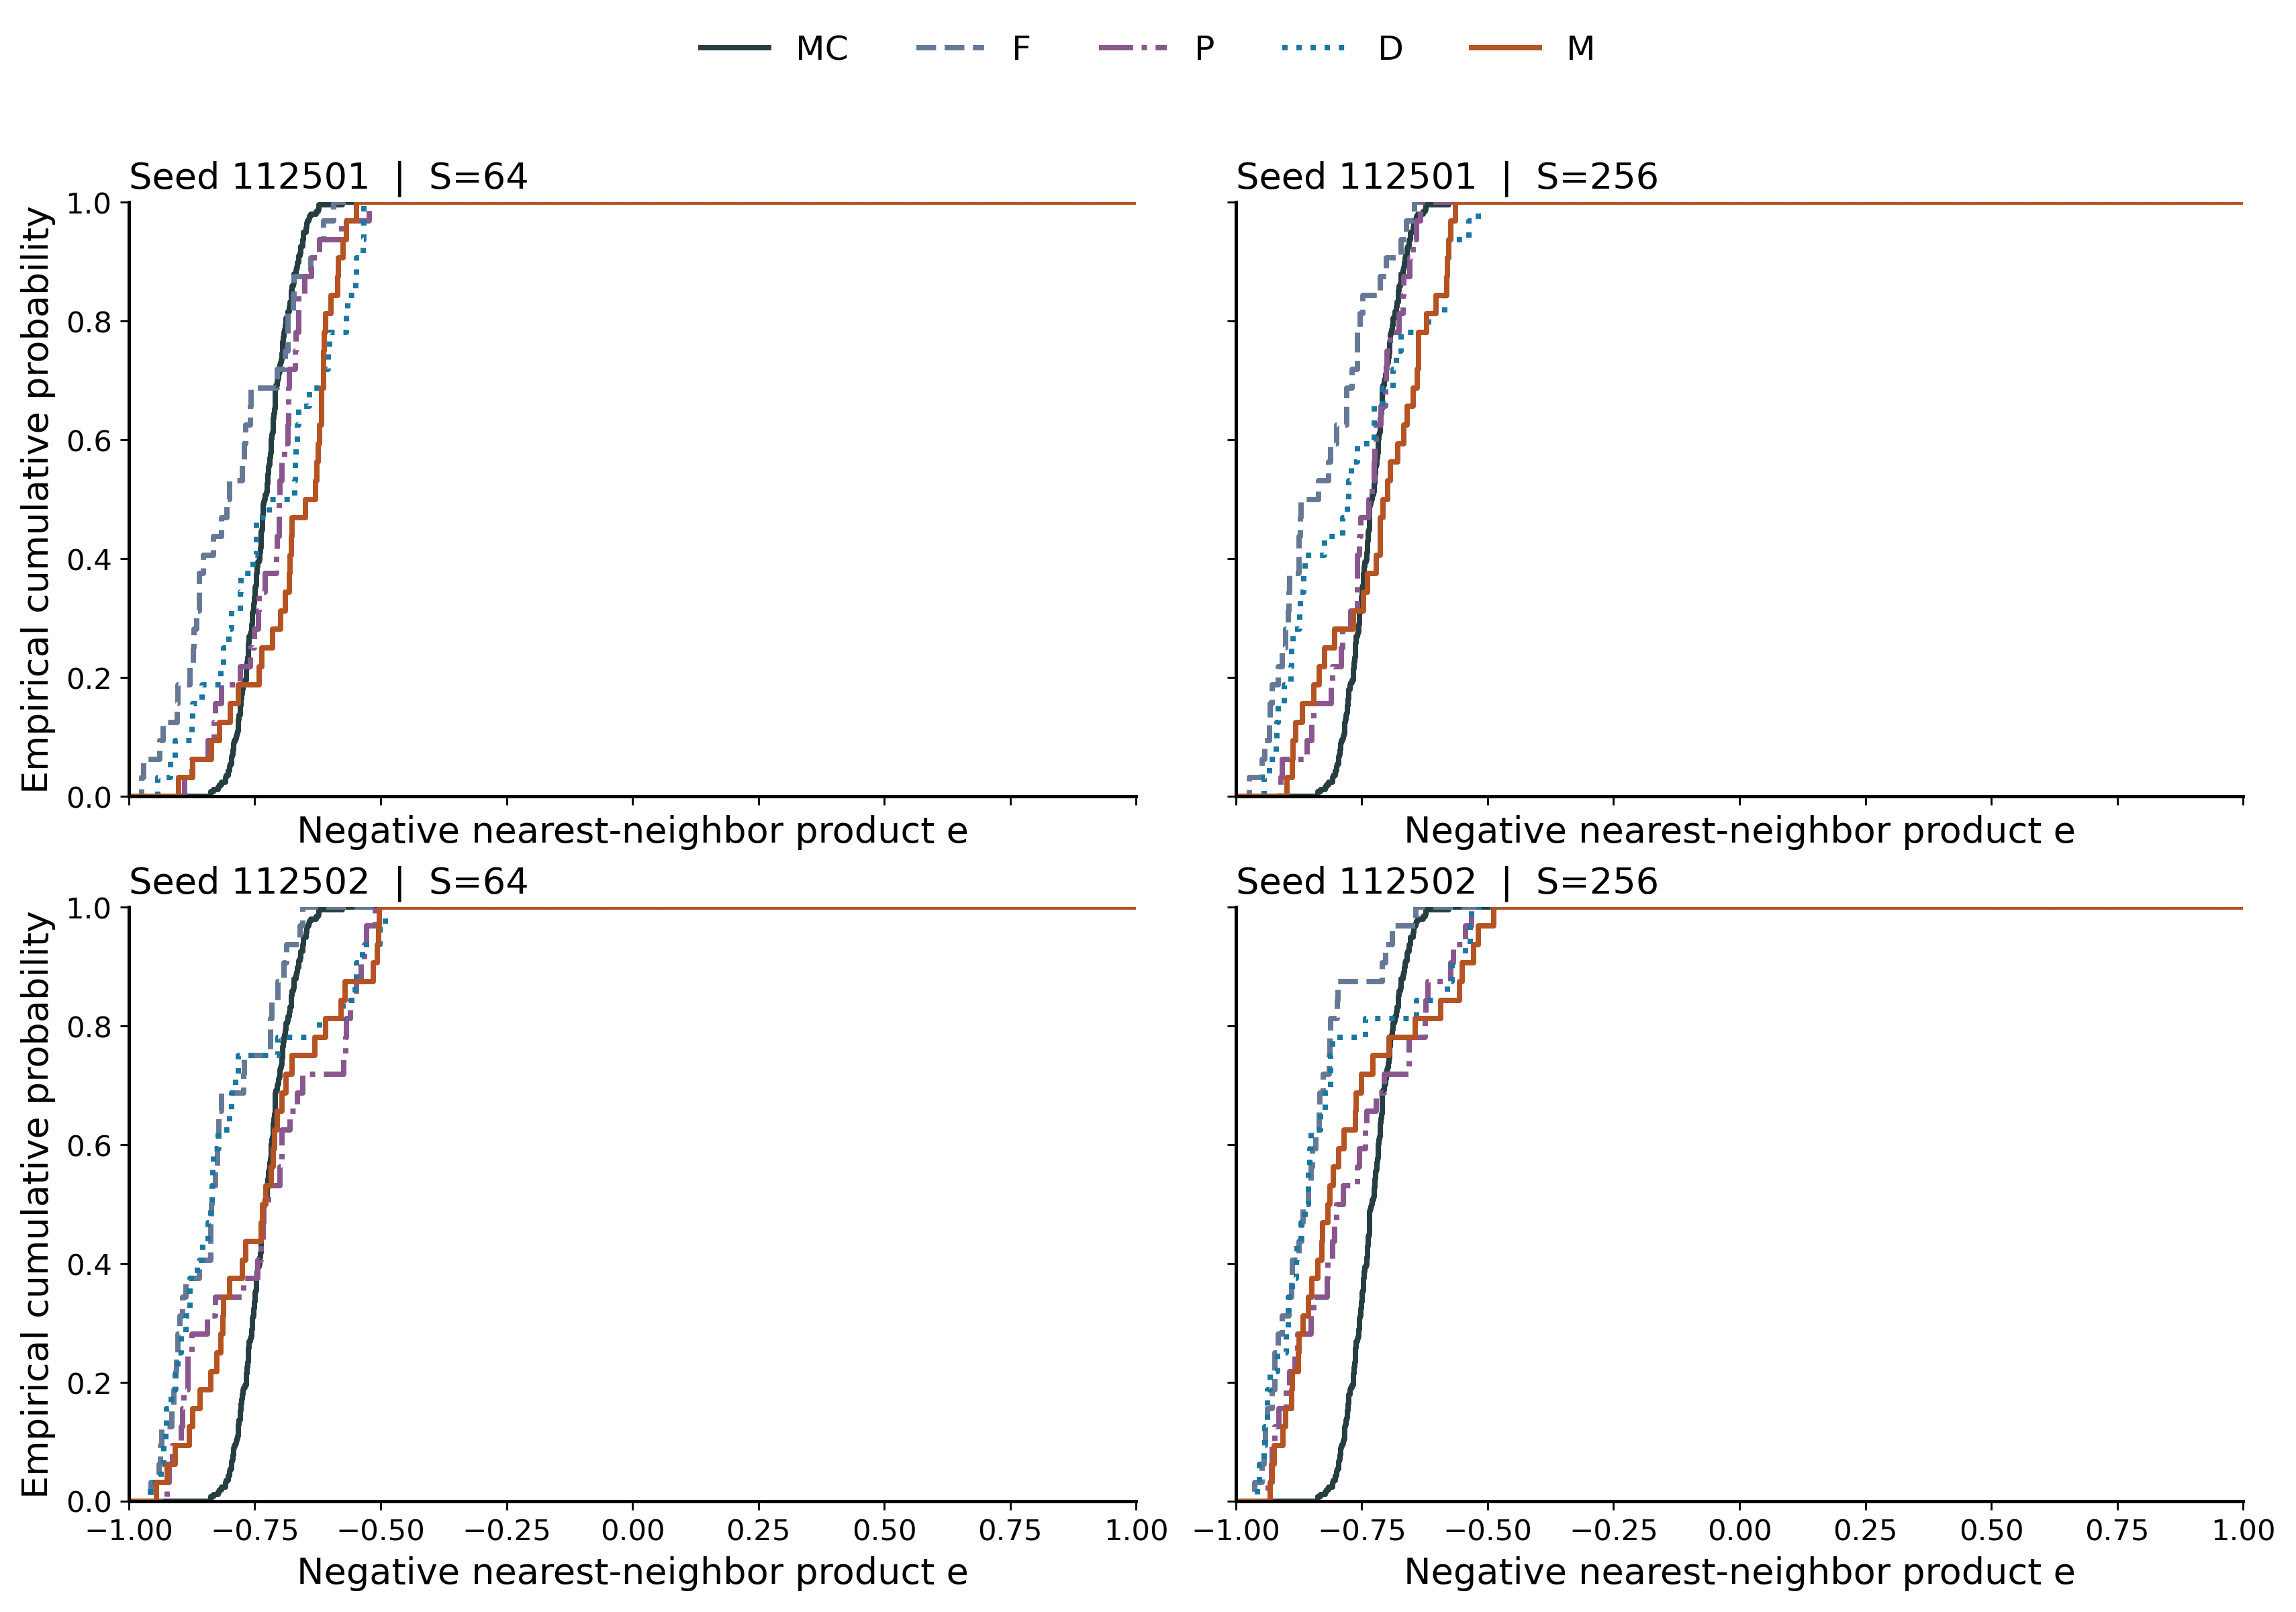 MC F P D M
Seed 112501 | S=64
Seed 112501 | S=256
Empirical cumulative probability
1.0
0.8
0.6
0.4
0.2
0.0
Negative nearest-neighbor product e
Negative nearest-neighbor product e
Seed 112502 | S=64
Seed 112502 | S=256
Empirical cumulative probability
1.0
0.8
0.6
0.4
0.2
0.0
−1.00 −0.75 −0.50 −0.25 0.00 0.25 0.50 0.75 1.00
−1.00 −0.75 −0.50 −0.25 0.00 0.25 0.50 0.75 1.00
Negative nearest-neighbor product e
Negative nearest-neighbor product e